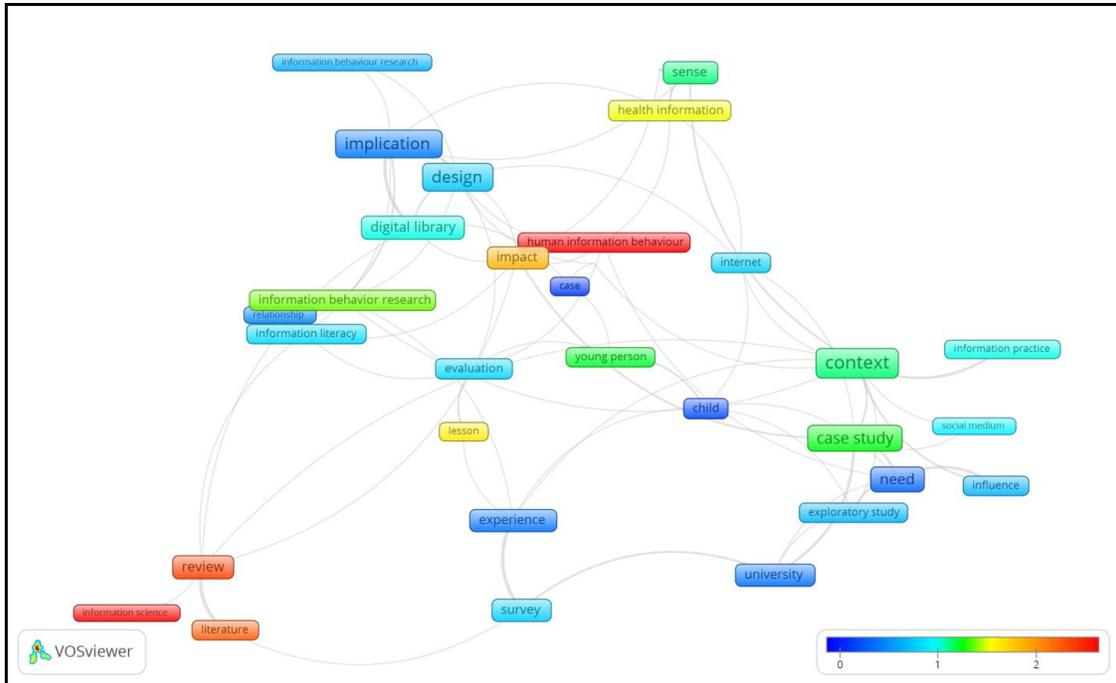 information behaviour research
sense
health information
implication
design
digital library
human information behaviour
impact
internet
case
information behavior research
relationship
information literacy
young person
information practice
context
evaluation
child
social medium
lesson
case study
need
influence
exploratory study
experience
review
university
survey
information science
literature
VOSviewer
0 1 2